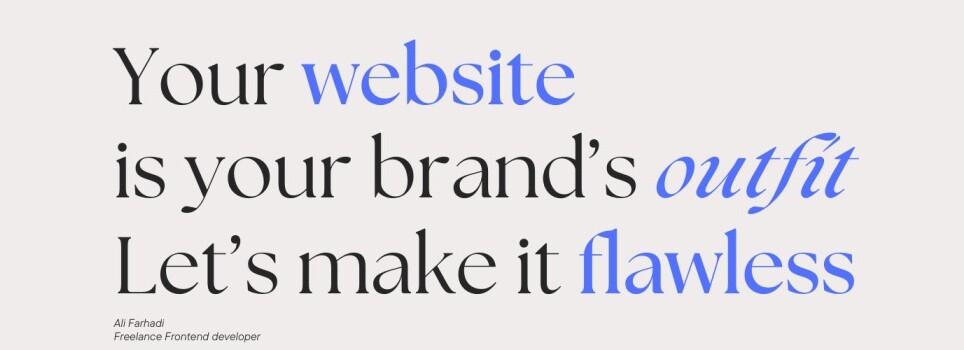 Your website
is your brand’s outfit
Let’s make it flawless
Ali Farhadi
Freelance Frontend developer